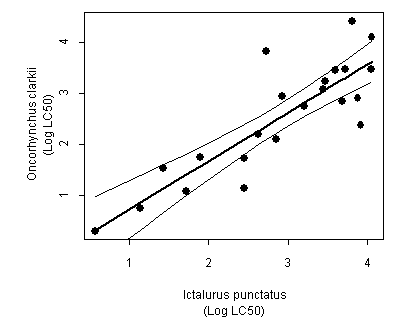 Oncorhynchus clarkii
(Log LC50)
4
3
2
1
1 2 3 4
Ictalurus punctatus
(Log LC50)